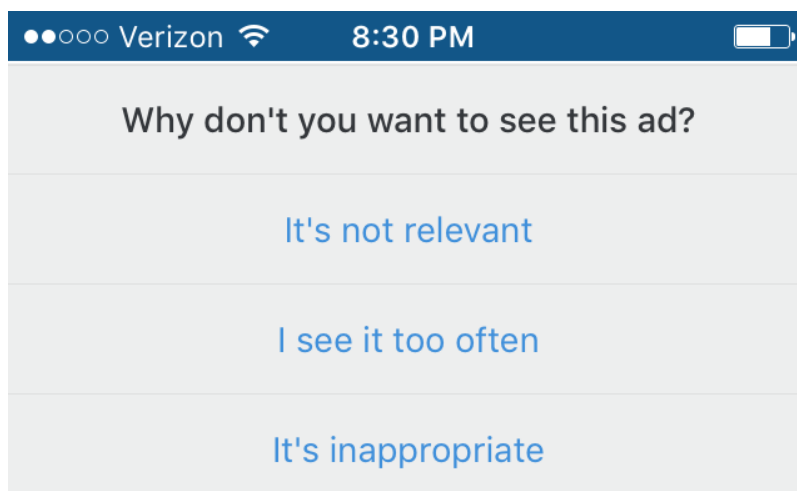 Verizon 8:30 PM
Why don't you want to see this ad?
It's not relevant
I see it too often
It's inappropriate